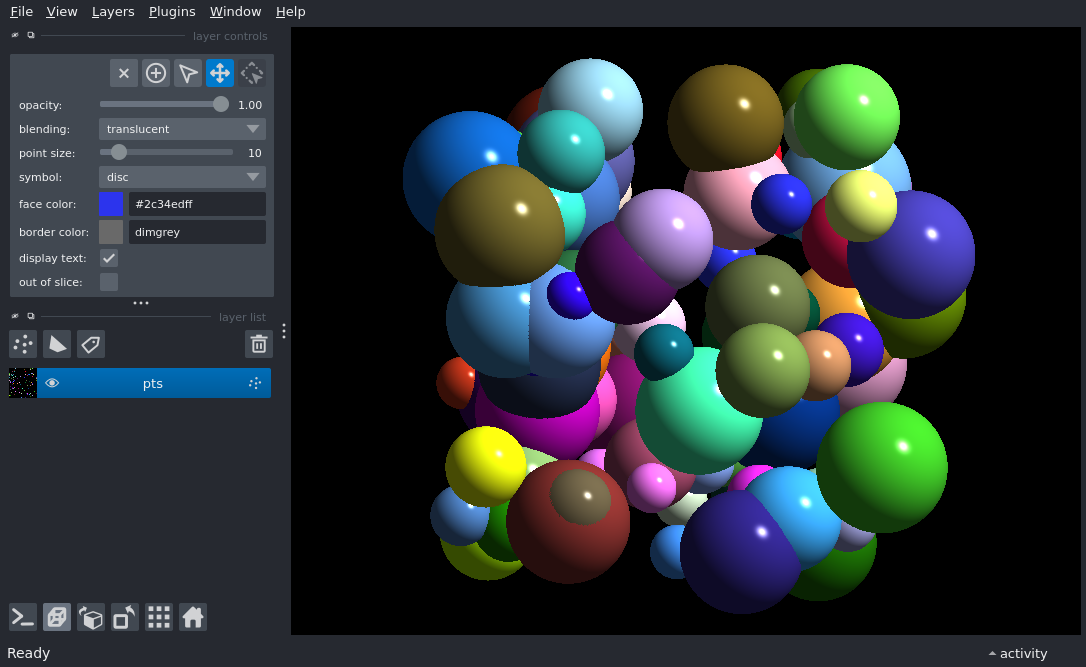 File View Layers Plugins Window Help
layer controls
opacity: 1.00
blending: translucent
point size: 10
symbol: disc
face color: #2c34edff
border color: dimgrey
display text:
out of slice:
layer list
pts
Ready
activity